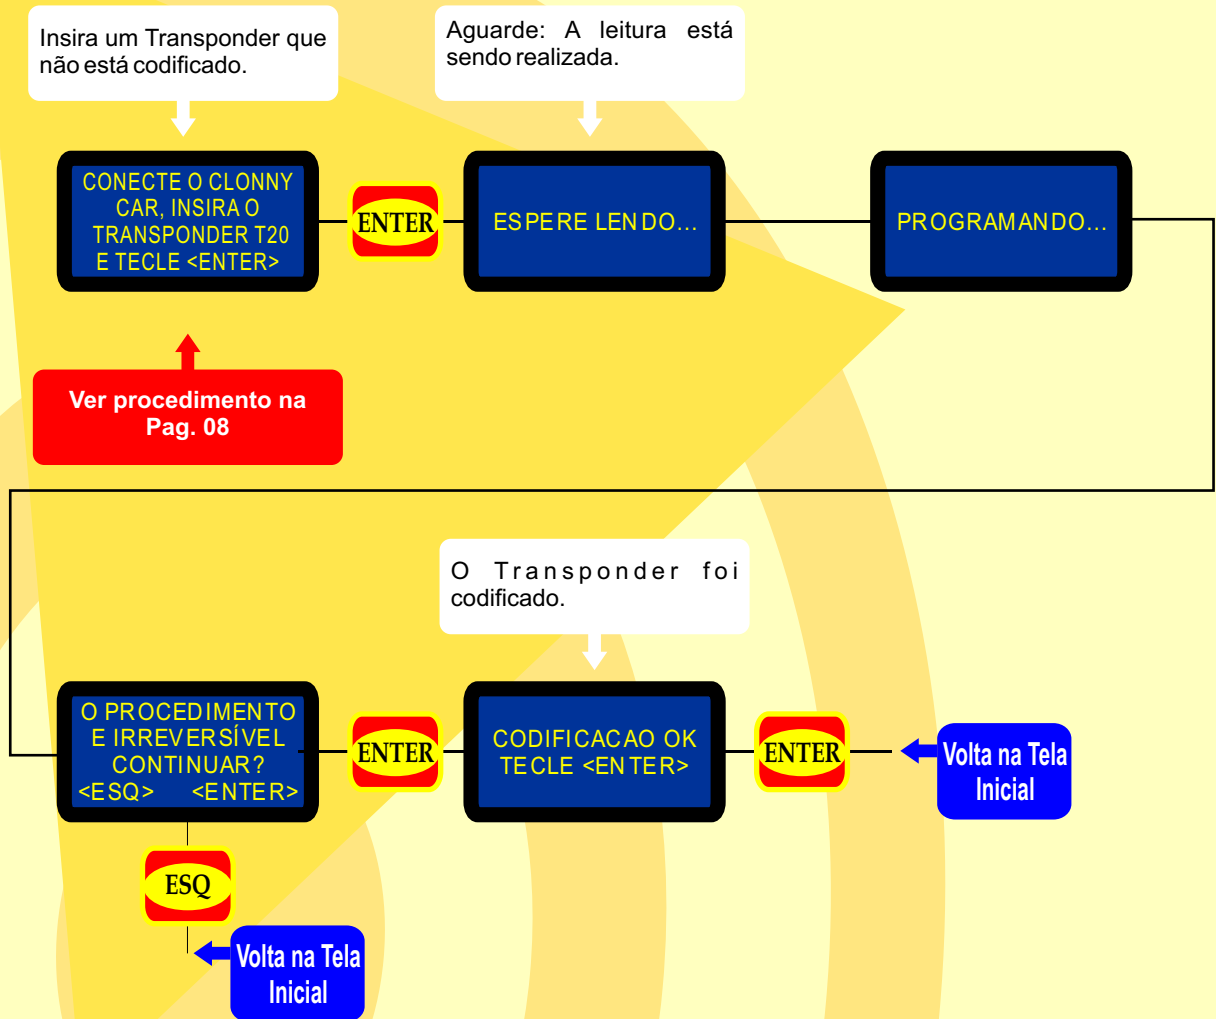 Insira um Transponder que
não está codificado.
Aguarde: A leitura está
sendo realizada.
CONECTE O CLONNY
CAR, INSIRA O
TRANSPONDER T20
E TECLE <ENTER>
ENTER
ESPERE LENDO...
PROGRAMANDO...
Ver procedimento na
Pag. 08
O Transponder foi
codificado.
O PROCEDIMENTO
E IRREVERSÍVEL
CONTINUAR?
<ESQ> <ENTER>
ENTER
CODIFICACAO OK
TECLE <ENTER>
ENTER
Volta na Tela
Inicial
ESQ
Volta na Tela
Inicial